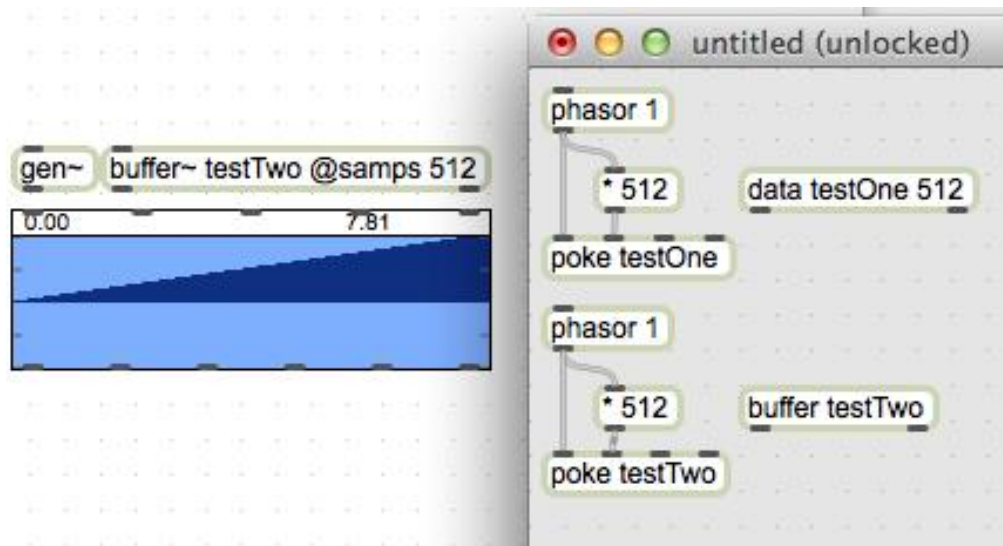 untitled (unlocked)
phasor 1
* 512
data testOne 512
poke testOne
phasor 1
* 512
buffer testTwo
poke testTwo
gen~
buffer~ testTwo @samps 512
0.00
7.81